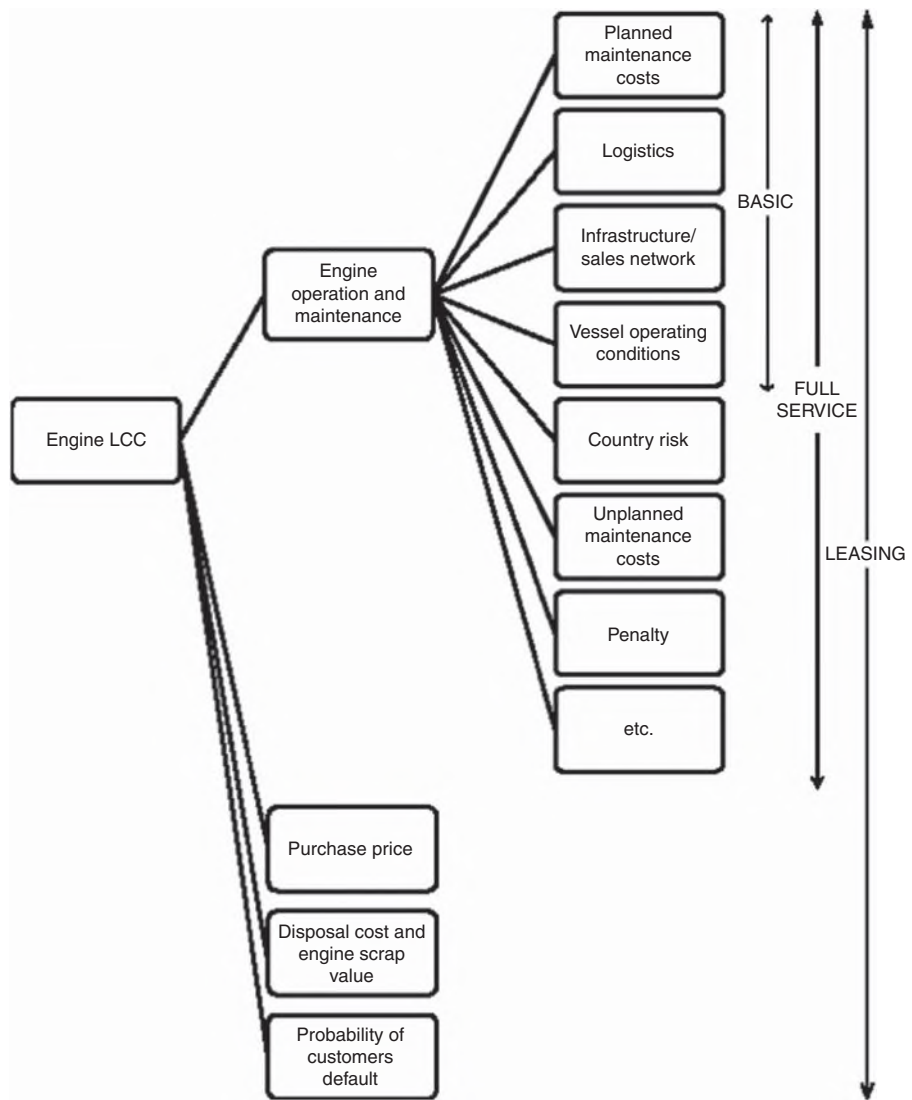 Planned
maintenance
costs
Logistics
BASIC
Infrastructure/
sales network
Engine
operation and
maintenance
Vessel operating
conditions
FULL
SERVICE
Engine LCC
Country risk
Unplanned
maintenance
costs
LEASING
Penalty
etc.
Purchase price
Disposal cost and
engine scrap
value
Probability of
customers
default